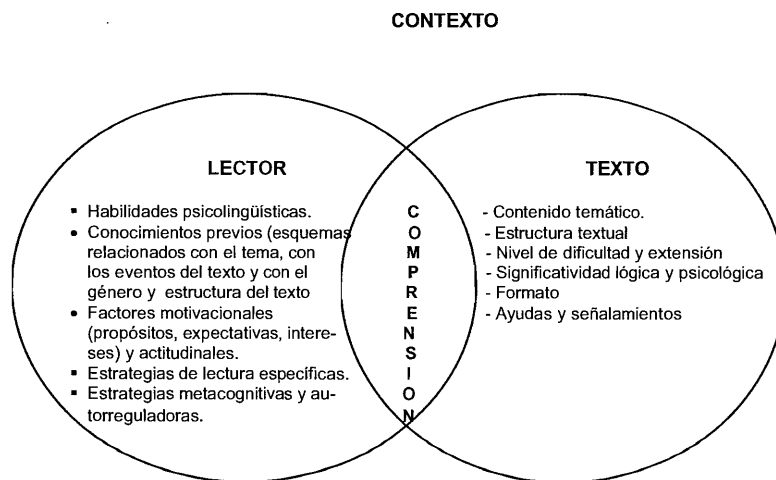 CONTEXTO
LECTOR
▪ Habilidades psicolingüísticas.
• Conocimientos previos (esquemas
relacionados con el tema, con
los eventos del texto y con el
género y estructura del texto
• Factores motivacionales
(propósitos, expectativas, intere-
ses) y actitudinales.
▪ Estrategias de lectura específicas.
▪ Estrategias metacognitivas y au-
torreguladoras.
C
O
M
P
R
E
N
S
I
O
N
TEXTO
- Contenido temático.
- Estructura textual
- Nivel de dificultad y extensión
- Significatividad lógica y psicológica
- Formato
- Ayudas y señalamientos